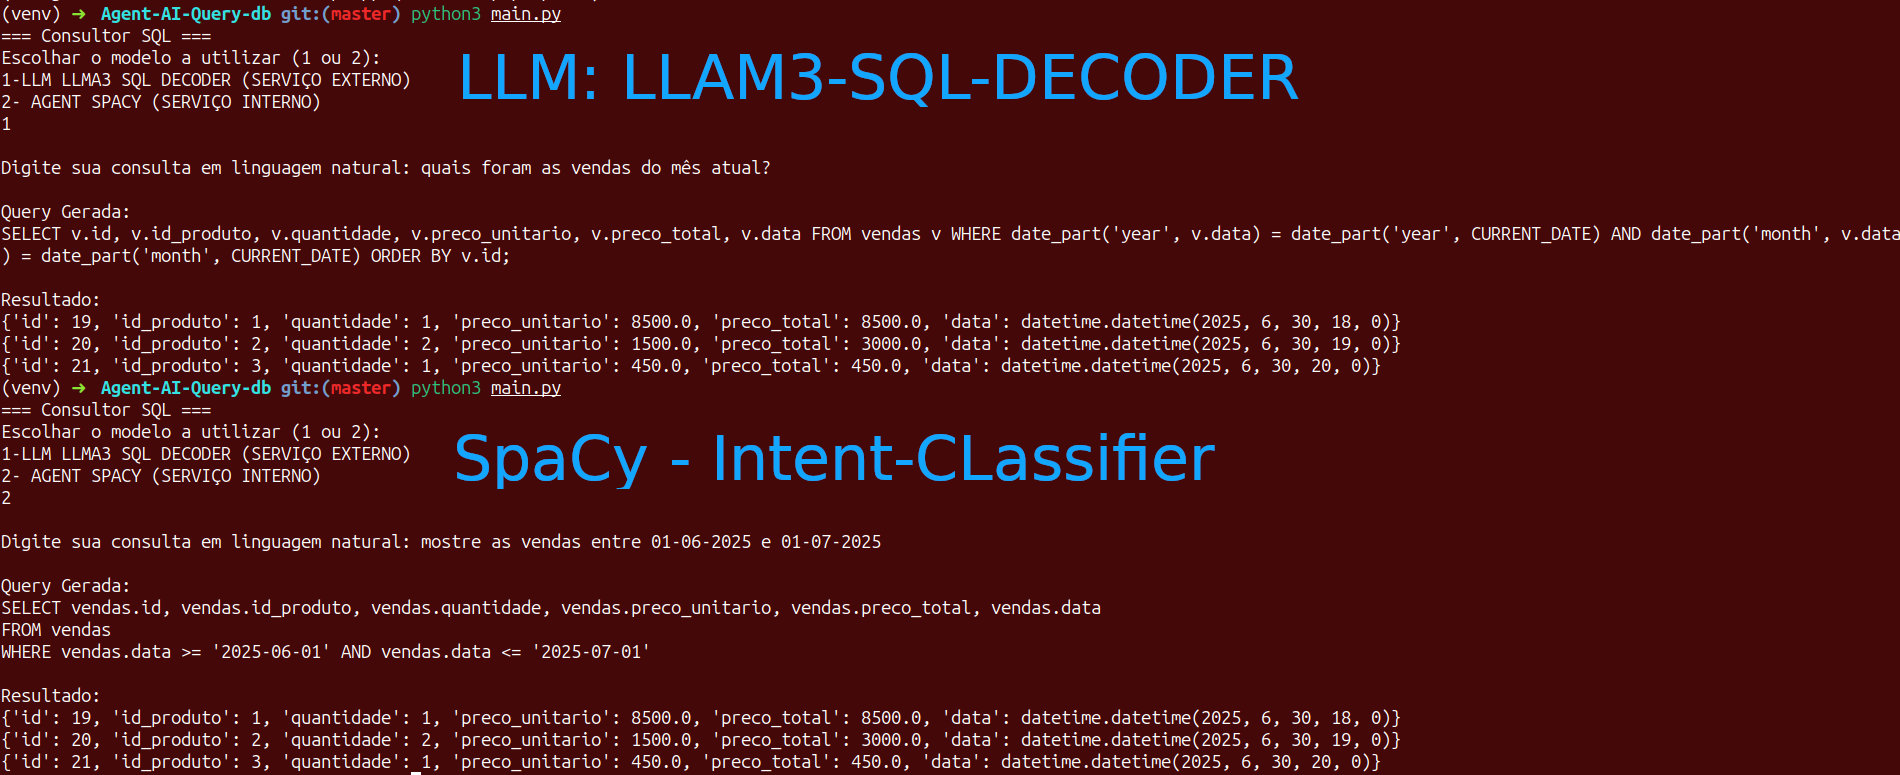 (venv) → Agent-AI-Query-db git:(master) python3 main.py
=== Consultor SQL ===
Escolhar o modelo a utilizar (1 ou 2):
1-LLM LLMA3 SQL DECODER (SERVIÇO EXTERNO)
2- AGENT SPACY (SERVIÇO INTERNO)
LLM: LLAM3-SQL-DECODER
1
Digite sua consulta em linguagem natural: quais foram as vendas do mês atual?
Query Gerada:
SELECT v.id, v.id_produto, v.quantidade, v.preco_unitario, v.preco_total, v.data FROM vendas v WHERE date_part('year', v.data) = date_part('year', CURRENT_DATE) AND date_part('month', v.data
) = date_part('month', CURRENT_DATE) ORDER BY v.id;
Resultado:
{'id': 19, 'id_produto': 1, 'quantidade': 1, 'preco_unitario': 8500.0, 'preco_total': 8500.0, 'data': datetime.datetime(2025, 6, 30, 18, 0)}
{'id': 20, 'id_produto': 2, 'quantidade': 2, 'preco_unitario': 1500.0, 'preco_total': 3000.0, 'data': datetime.datetime(2025, 6, 30, 19, 0)}
{'id': 21, 'id_produto': 3, 'quantidade': 1, 'preco_unitario': 450.0, 'preco_total': 450.0, 'data': datetime.datetime(2025, 6, 30, 20, 0)}
(venv) → Agent-AI-Query-db git:(master) python3 main.py
=== Consultor SQL ===
Escolhar o modelo a utilizar (1 ou 2):
1-LLM LLMA3 SQL DECODER (SERVIÇO EXTERNO)
2- AGENT SPACY (SERVIÇO INTERNO)
SpaCy - Intent-CLassifier
2
Digite sua consulta em linguagem natural: mostre as vendas entre 01-06-2025 e 01-07-2025
Query Gerada:
SELECT vendas.id, vendas.id_produto, vendas.quantidade, vendas.preco_unitario, vendas.preco_total, vendas.data
FROM vendas
WHERE vendas.data >= '2025-06-01' AND vendas.data <= '2025-07-01'
Resultado:
{'id': 19, 'id_produto': 1, 'quantidade': 1, 'preco_unitario': 8500.0, 'preco_total': 8500.0, 'data': datetime.datetime(2025, 6, 30, 18, 0)}
{'id': 20, 'id_produto': 2, 'quantidade': 2, 'preco_unitario': 1500.0, 'preco_total': 3000.0, 'data': datetime.datetime(2025, 6, 30, 19, 0)}
{'id': 21, 'id_produto': 3, 'quantidade': 1, 'preco_unitario': 450.0, 'preco_total': 450.0, 'data': datetime.datetime(2025, 6, 30, 20, 0)}